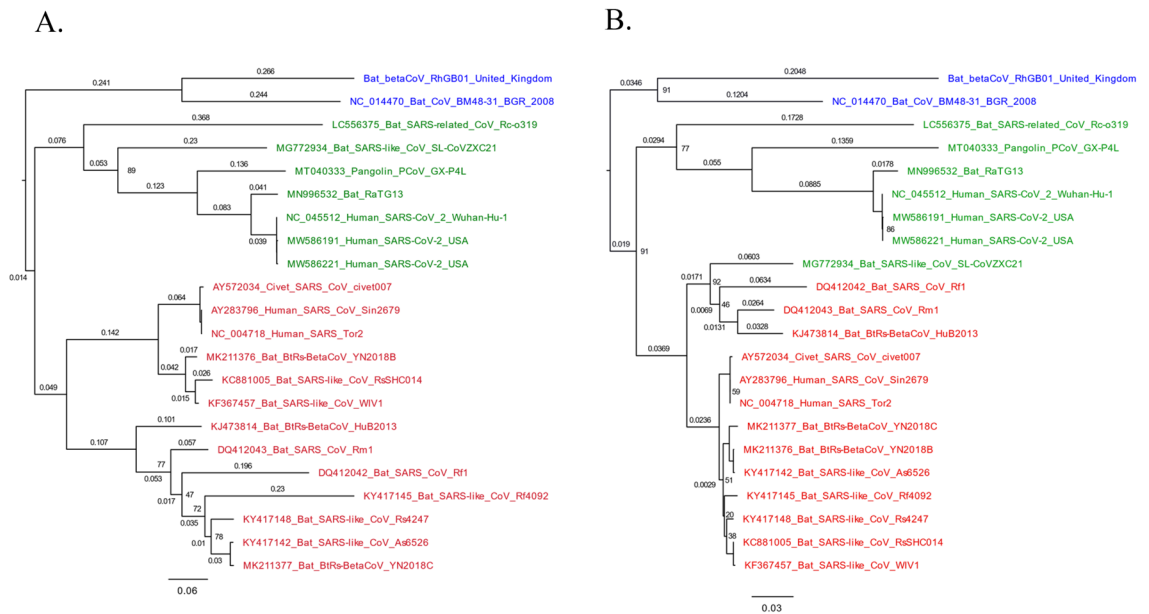 A.
0.266
Bat_betaCoV_RhGB01_United_Kingdom
0.241
0.244
NC_014470_Bat_CoV_BM48-31_BGR_2008
0.368
LC556375_Bat_SARS-related_CoV_Rc-o319
0.076
0.23
MG772934_Bat_SARS-like_CoV_SL-CoVZXC21
0.053
89
0.136
MT040333_Pangolin_PCoV_GX-P4L
0.123
0.041
MN996532_Bat_RaTG13
0.083
NC_045512_Human_SARS-CoV_2_Wuhan-Hu-1
0.039
MW586191_Human_SARS-CoV-2_USA
MW586221_Human_SARS-CoV-2_USA
0.014
AY572034_Civet_SARS_CoV_civet007
0.064
AY283796_Human_SARS_CoV_Sin2679
0.142
NC_004718_Human_SARS_Tor2
0.017
MK211376_Bat_BtRs-BetaCoV_YN2018B
0.042
0.026
KC881005_Bat_SARS-like_CoV_RsSHC014
0.049
0.015
KF367457_Bat_SARS-like_CoV_WIV1
0.101
KJ473814_Bat_BtRs-BetaCoV_HuB2013
0.107
0.057
DQ412043_Bat_SARS_CoV_Rm1
77
0.053
0.196
DQ412042_Bat_SARS_CoV_Rf1
0.017
47
0.23
KY417145_Bat_SARS-like_CoV_Rf4092
72
0.035
KY417148_Bat_SARS-like_CoV_Rs4247
78
0.01
KY417142_Bat_SARS-like_CoV_As6526
0.03
MK211377_Bat_BtRs-BetaCoV_YN2018C
0.06
B.
0.2048
Bat_betaCoV_RhGB01_United_Kingdom
0.0346
91
0.1204
NC_014470_Bat_CoV_BM48-31_BGR_2008
0.1728
LC556375_Bat_SARS-related_CoV_Rc-o319
0.0294
77
0.1359
MT040333_Pangolin_PCoV_GX-P4L
0.055
0.0178
MN996532_Bat_RaTG13
0.0885
NC_045512_Human_SARS-CoV_2_Wuhan-Hu-1
MW586191_Human_SARS-CoV-2_USA
86
MW586221_Human_SARS-CoV-2_USA
0.019
91
0.0603
MG772934_Bat_SARS-like_CoV_SL-CoVZXC21
0.0171
92
0.0634
DQ412042_Bat_SARS_CoV_Rf1
0.0069
46
0.0264
DQ412043_Bat_SARS_CoV_Rm1
0.0131
0.0328
KJ473814_Bat_BtRs-BetaCoV_HuB2013
0.0369
AY572034_Civet_SARS_CoV_civet007
AY283796_Human_SARS_CoV_Sin2679
59
NC_004718_Human_SARS_Tor2
0.0236
MK211377_Bat_BtRs-BetaCoV_YN2018C
MK211376_Bat_BtRs-BetaCoV_YN2018B
KY417142_Bat_SARS-like_CoV_As6526
51
0.0029
KY417145_Bat_SARS-like_CoV_Rf4092
20
KY417148_Bat_SARS-like_CoV_Rs4247
38
KC881005_Bat_SARS-like_CoV_RsSHC014
KF367457_Bat_SARS-like_CoV_WIV1
0.03